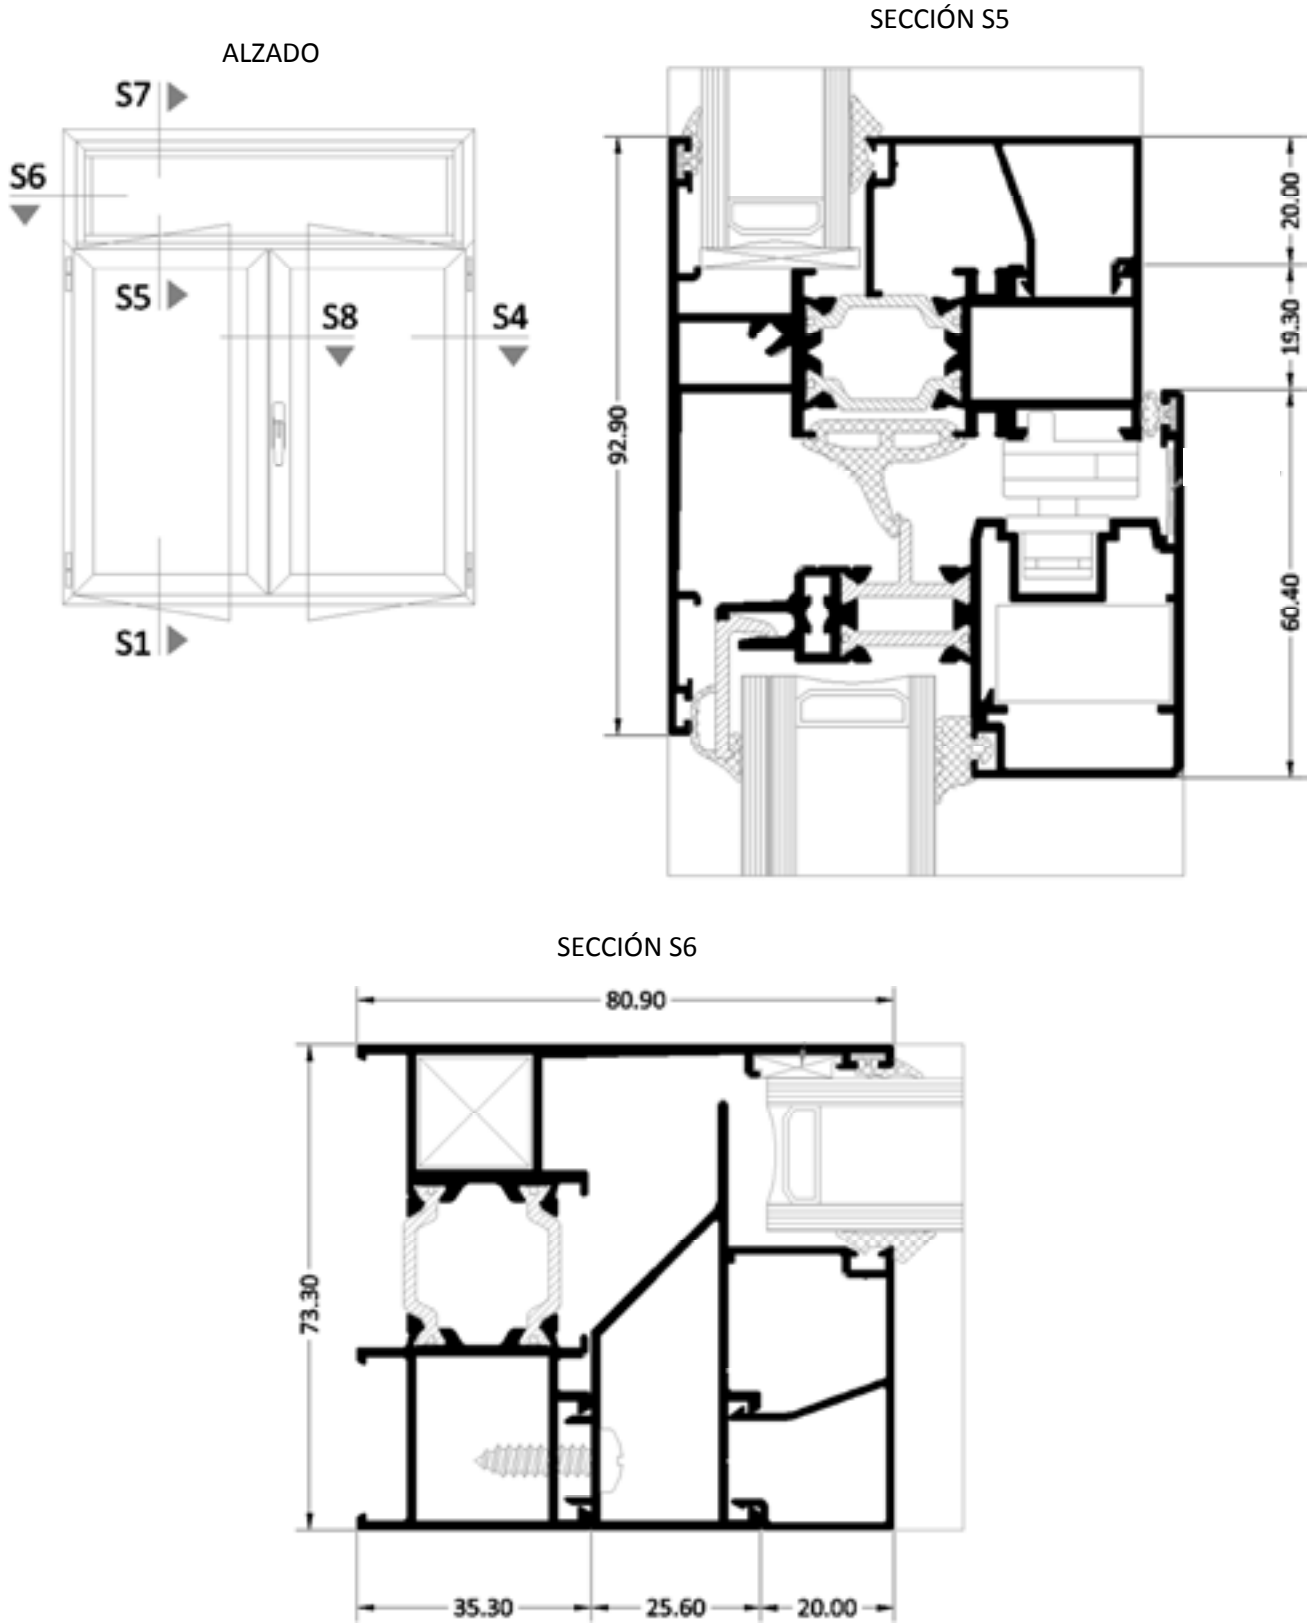 SECCIÓN S5
ALZADO
S7
S6
S5
S8
S4
S1
92.90
20.00
19.30
60.40
SECCIÓN S6
80.90
73.30
35.30
25.60
20.00